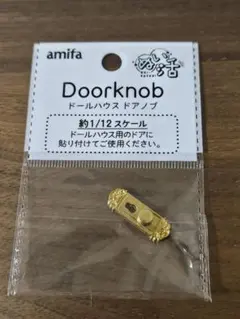 amifa
Doorknob
ドールハウス ドアノブ
約1/12スケール
ドールハウス用のドアに
貼り付けてご使用ください。